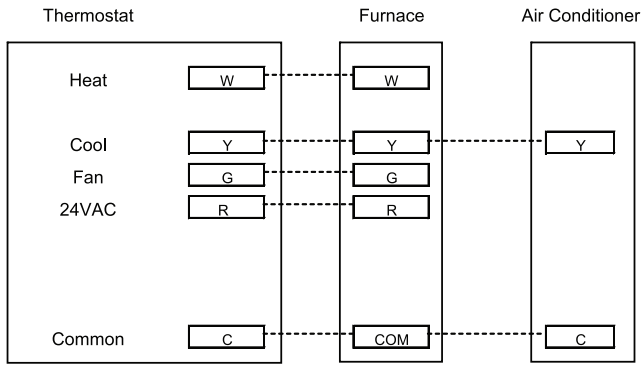 Thermostat Furnace Air Conditioner
Heat W W
Cool Y Y Y
Fan G G
24VAC R R
Common C COM C